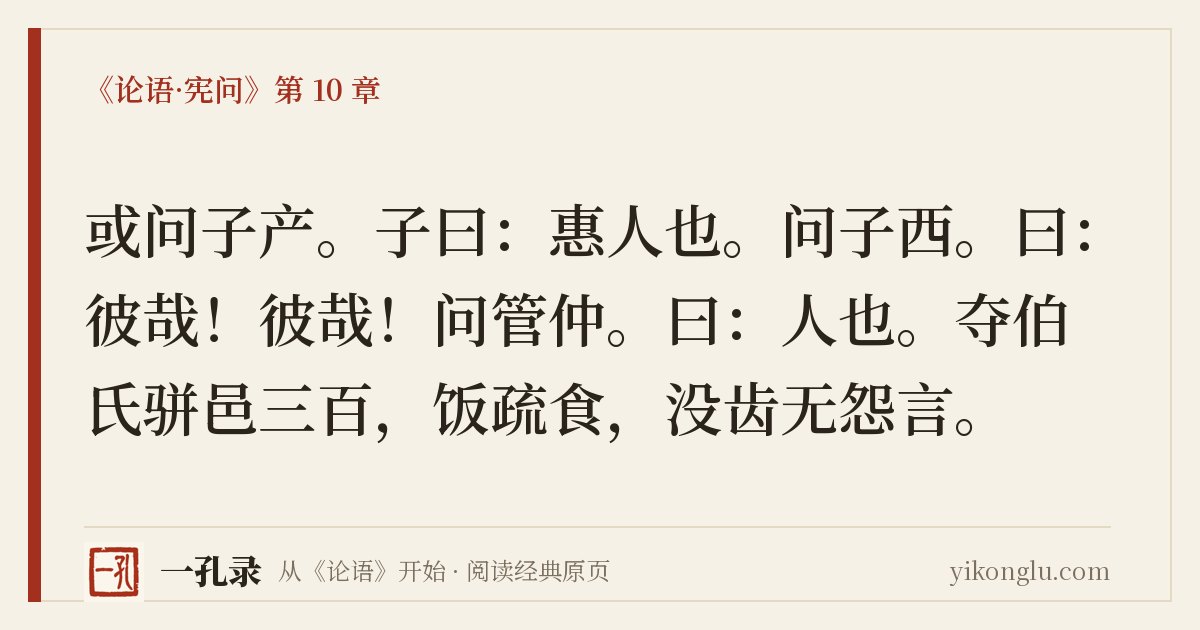 《论语·宪问》第 10 章
或问子产。子曰：惠人也。问子西。曰：
彼哉！彼哉！问管仲。曰：人也。夺伯
氏骈邑三百，饭疏食，没齿无怨言。
一孔
一孔录 从《论语》开始 · 阅读经典原页 yikonglu.com